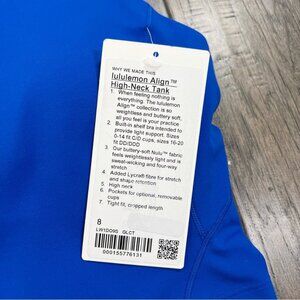 WHY WE MADE THIS
lululemon Align™
High-Neck Tank
1. When feeling nothing is
everything. The lululemon
Align™ collection is so
weightless and buttery soft,
all you feel is your practice
2. Built-in shelf bra intended to
provide light support. Sizes
0-14 fit C/D cups, sizes 16-20
fit DD/DDD
3. Our buttery-soft Nulu™ fabric
feels weightlessly light and is
sweat-wicking and four-way
stretch
4. Added Lycra® fibre for stretch
and shape retention
5. High neck
6. Pockets for optional, removable
cups
7. Tight fit, cropped length
8
LW1DO9S GLCT
000155776131